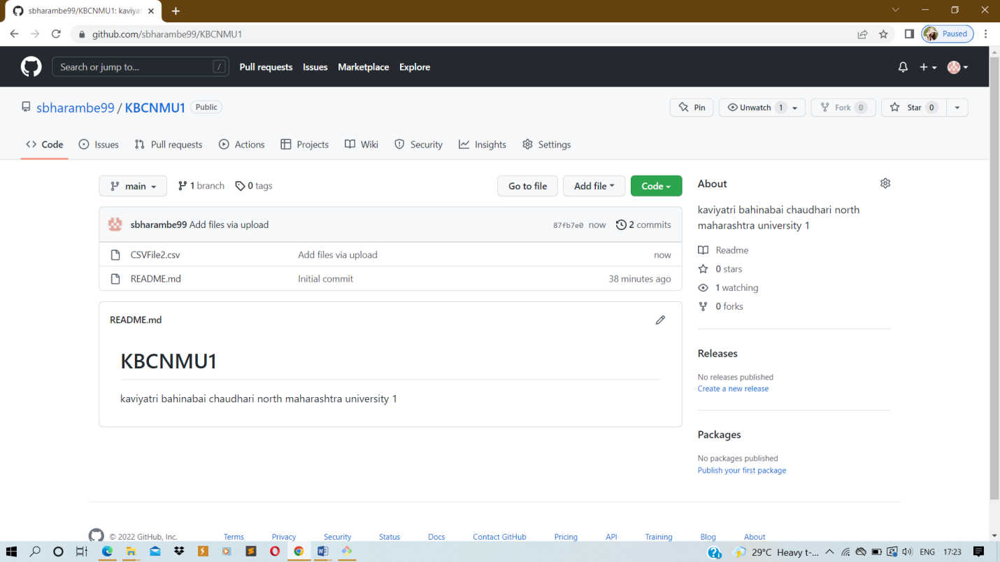 sbharambe99/KBCNMU1: kaviyat
github.com/sbharambe99/KBCNMU1
Paused
Search or jump to... /
Pull requests Issues Marketplace Explore
sbharambe99 / KBCNMU1 Public
Pin Unwatch 1 Fork 0 Star 0
Code Issues Pull requests Actions Projects Wiki Security Insights Settings
main 1 branch 0 tags Go to file Add file Code
sbharambe99 Add files via upload 87fb7e0 now 2 commits
CSVFile2.csv Add files via upload now
README.md Initial commit 38 minutes ago
README.md
KBCNMU1
kaviyatri bahinabai chaudhari north maharashtra university 1
About
kaviyatri bahinabai chaudhari north
maharashtra university 1
Readme
0 stars
1 watching
0 forks
Releases
No releases published
Create a new release
Packages
No packages published
Publish your first package
© 2022 GitHub, Inc. Terms Privacy Security Status Docs Contact GitHub Pricing API Training Blog About
29°C Heavy t-... ENG 17:23